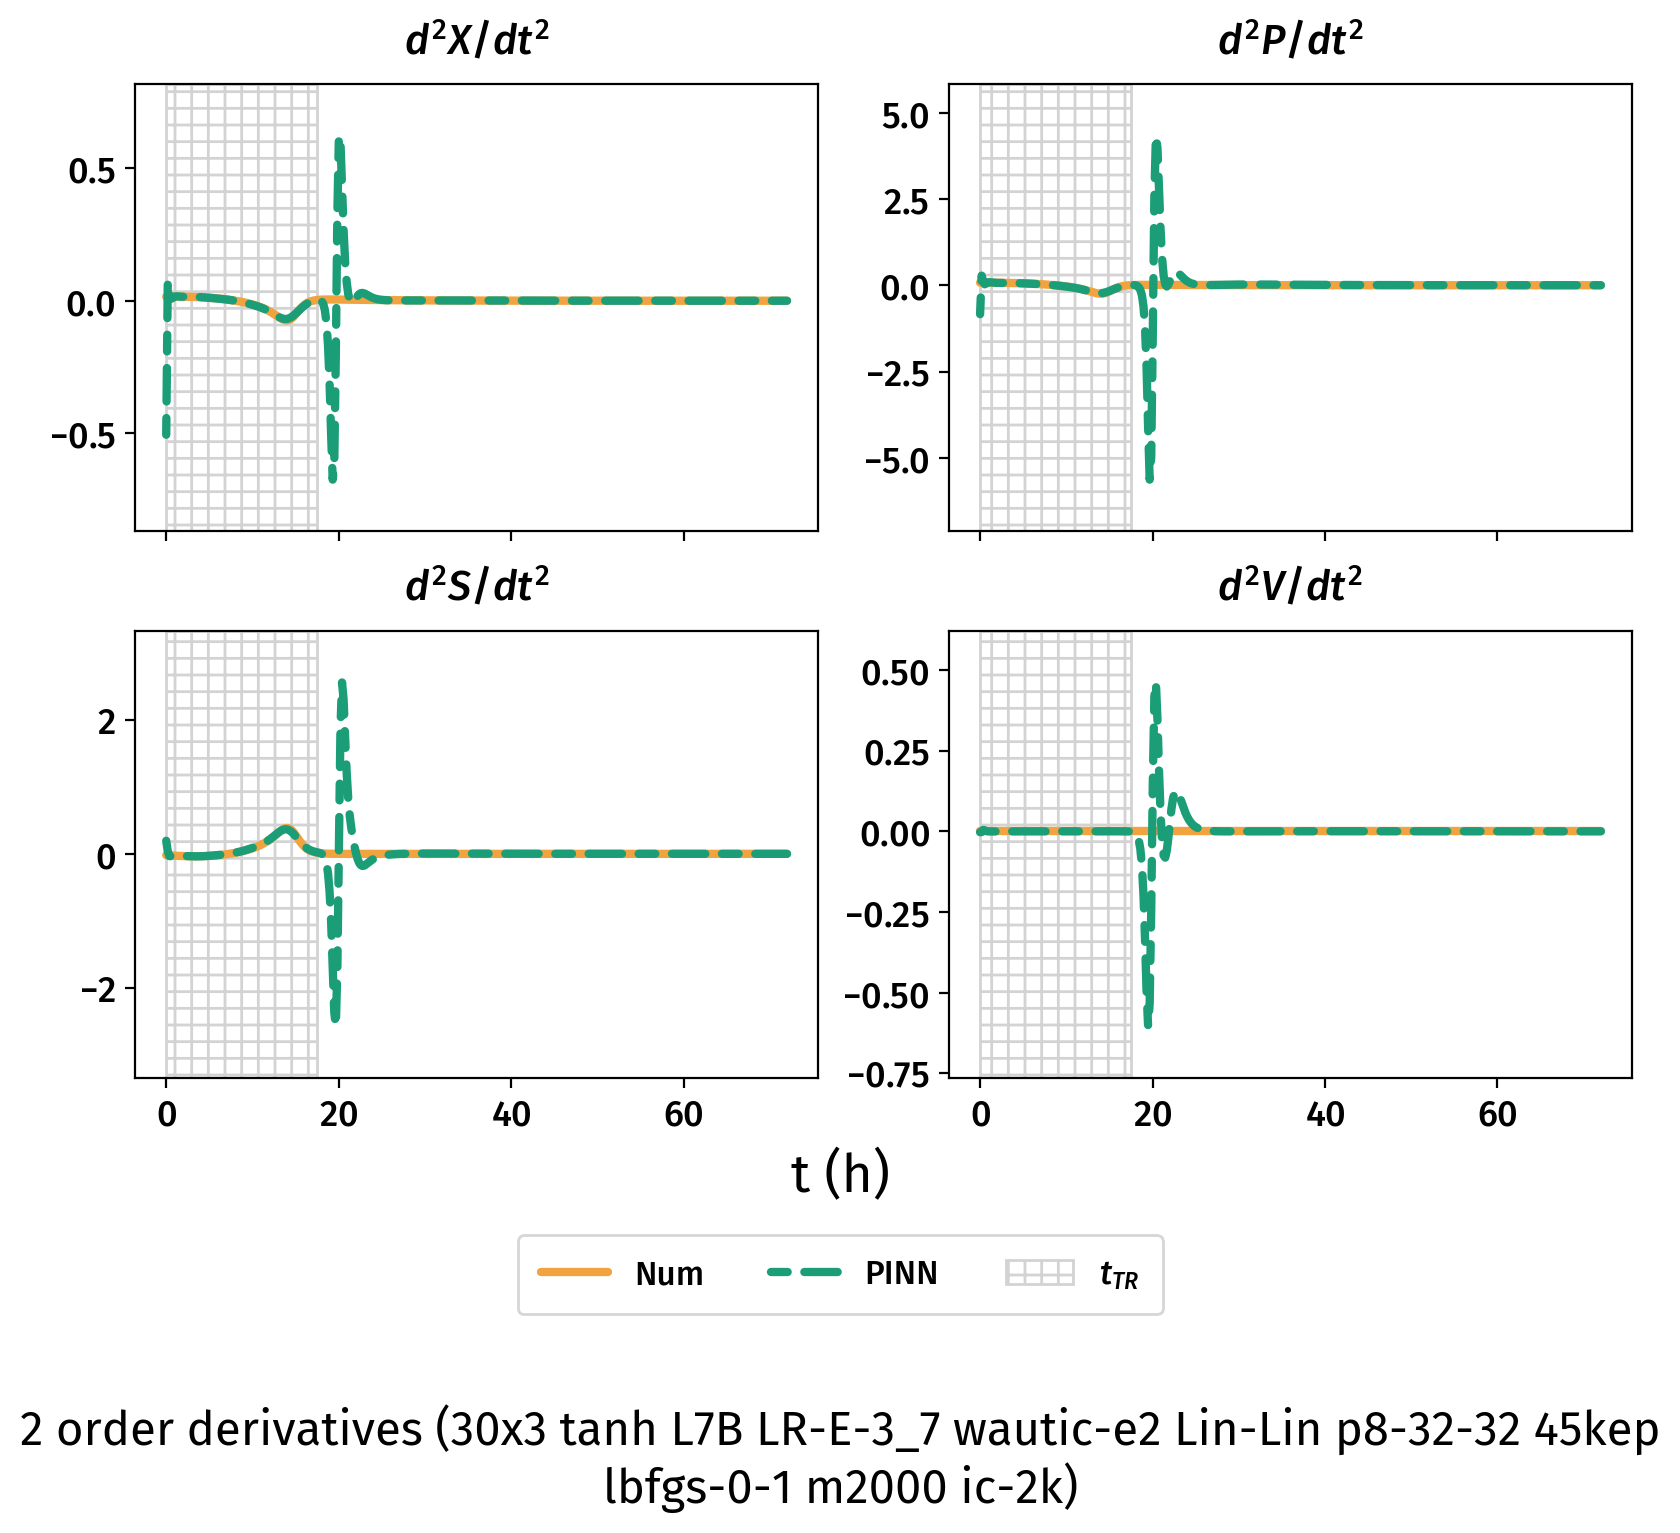 d²X/dt²
d²P/dt²
0.5
0.0
−0.5
5.0
2.5
0.0
−2.5
−5.0
d²S/dt²
d²V/dt²
2
0
−2
0.50
0.25
0.00
−0.25
−0.50
−0.75
0 20 40 60
0 20 40 60
t (h)
Num PINN t_TR
2 order derivatives (30x3 tanh L7B LR-E-3_7 wautic-e2 Lin-Lin p8-32-32 45kep
lbfgs-0-1 m2000 ic-2k)